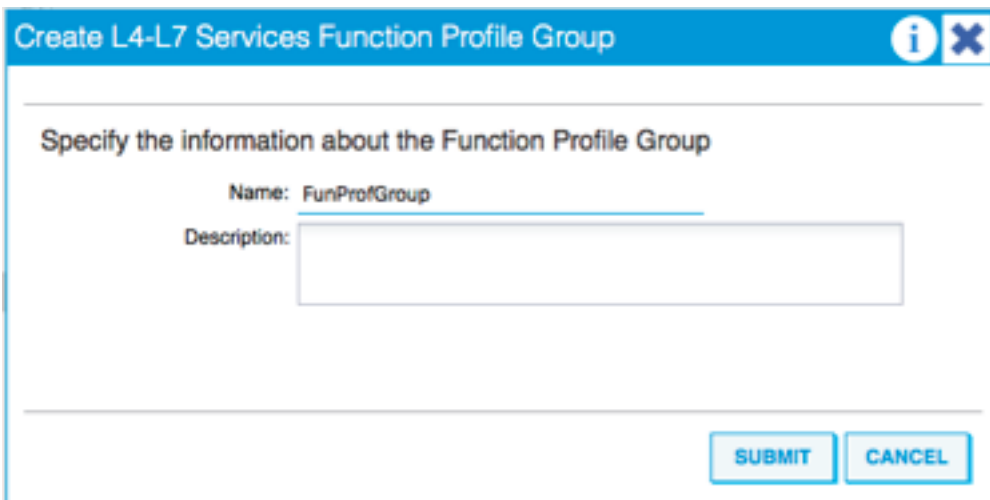 Create L4-L7 Services Function Profile Group
i
Specify the information about the Function Profile Group
Name: FunProfGroup
Description:
SUBMIT CANCEL